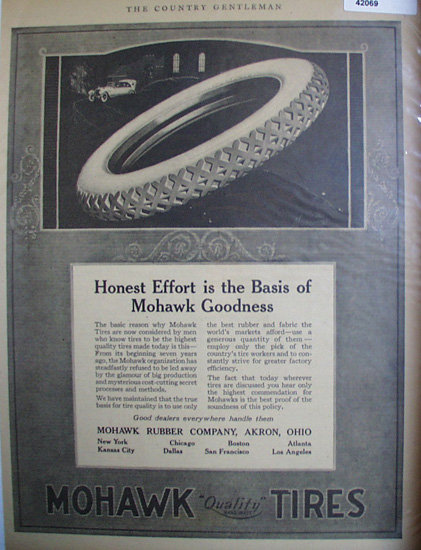 THE COUNTRY GENTLEMAN
42069
Honest Effort is the Basis of
Mohawk Goodness
The basic reason why Mohawk
Tires are now considered by men
who know tires to be the highest
quality tires made today is this—
From its beginning seven years
ago, the Mohawk organization has
steadfastly refused to be led away
by the glamour of big production
and mysterious cost-cutting secret
processes and methods.
We have maintained that the true
basis for tire quality is to use only
the best rubber and fabric the
world's markets afford—use a
generous quantity of them—
employ only the pick of the
country's tire workers and to con-
stantly strive for greater factory
efficiency.
The fact that today wherever
tires are discussed you hear only
the highest commendation for
Mohawks is the best proof of the
soundness of this policy.
Good dealers everywhere handle them
MOHAWK RUBBER COMPANY, AKRON, OHIO
New York Chicago Boston Atlanta
Kansas City Dallas San Francisco Los Angeles
MOHAWK "Quality" TIRES